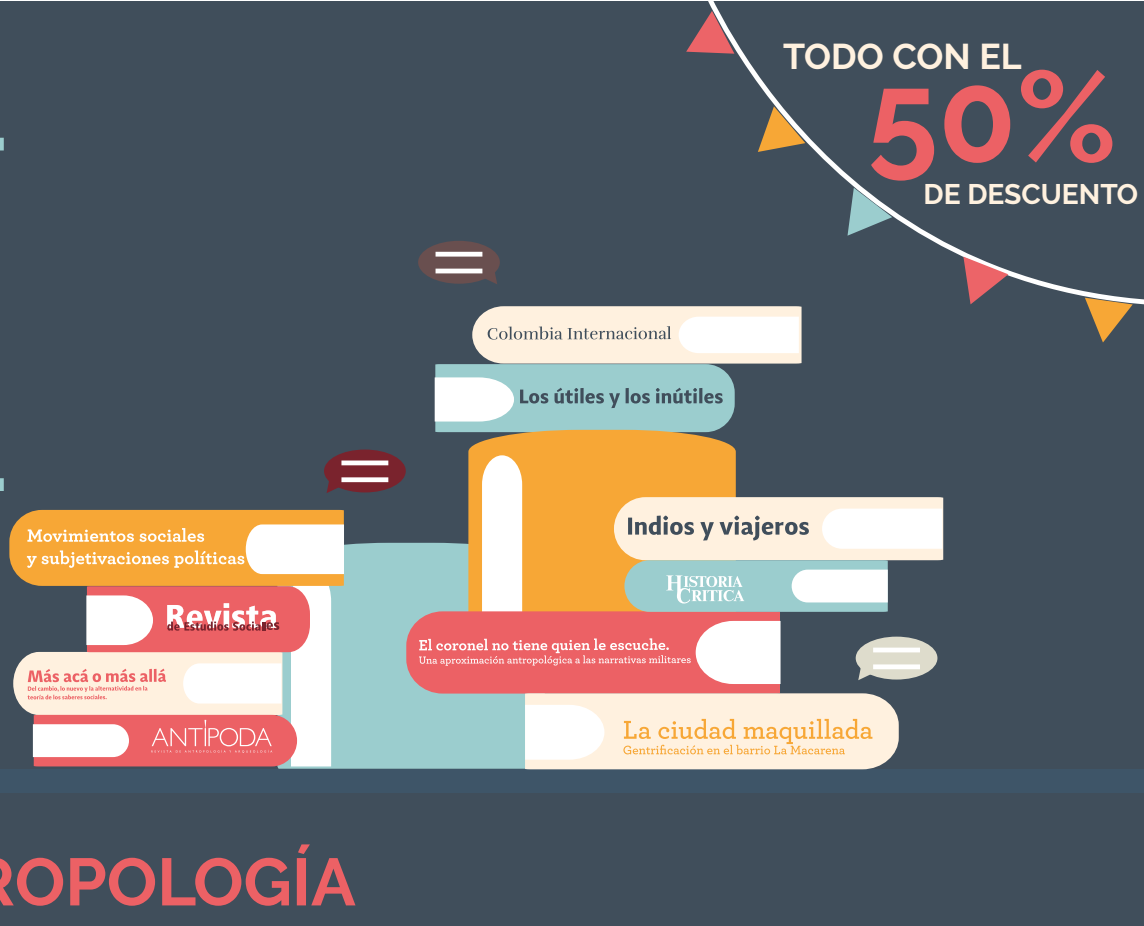 TODO CON EL
50%
DE DESCUENTO
Colombia Internacional
Los útiles y los inútiles
Indios y viajeros
HISTORIA
CRITICA
Movimientos sociales
y subjetivaciones políticas
Revista
de Estudios Sociales
El coronel no tiene quien le escuche.
Una aproximación antropológica a las narrativas militares
Más acá o más allá
Del cambio, lo nuevo y la alternatividad en la
teoría de los saberes sociales.
ANTÍPODA
REVISTA DE ANTROPOLOGÍA Y ARQUEOLOGÍA
La ciudad maquillada
Gentrificación en el barrio La Macarena
ROPOLOGÍA